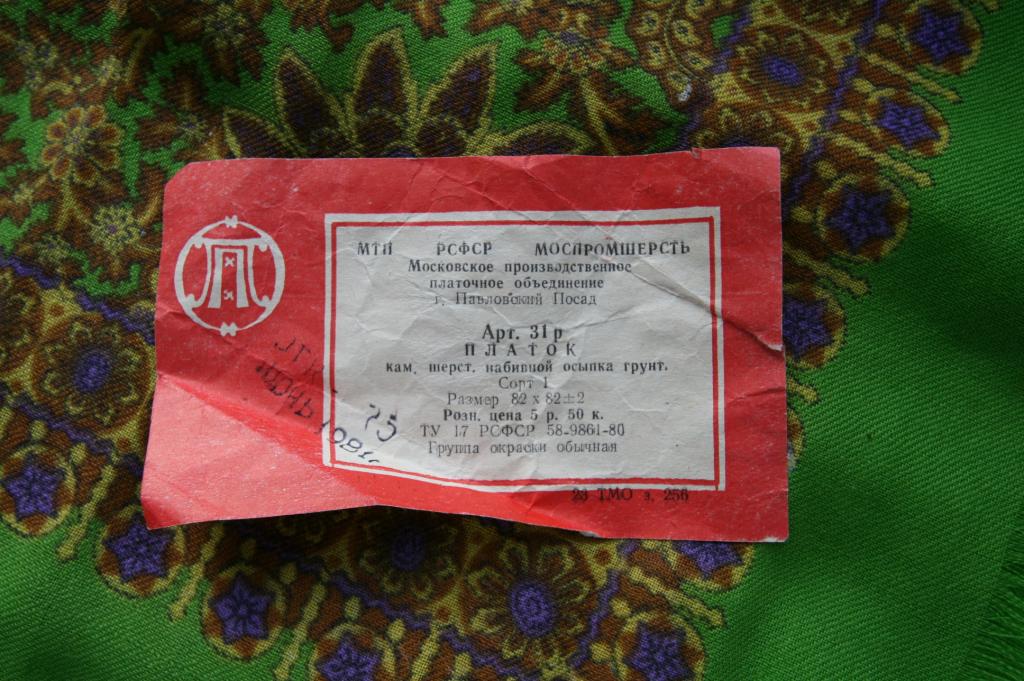 МТП РСФСР МОСПРОМШЕРСТЬ
Московское производственное
платочное объединение
г. Павловский Посад
Арт. 31р
ПЛАТОК
кам. шерст. набивной осыпка грунт.
Сорт 1
Размер 82 х 82±2
Розн. цена 5 р. 50 к.
ТУ 17 РСФСР 58-9861-80
Группа окраски обычная
23 ТМО з. 256